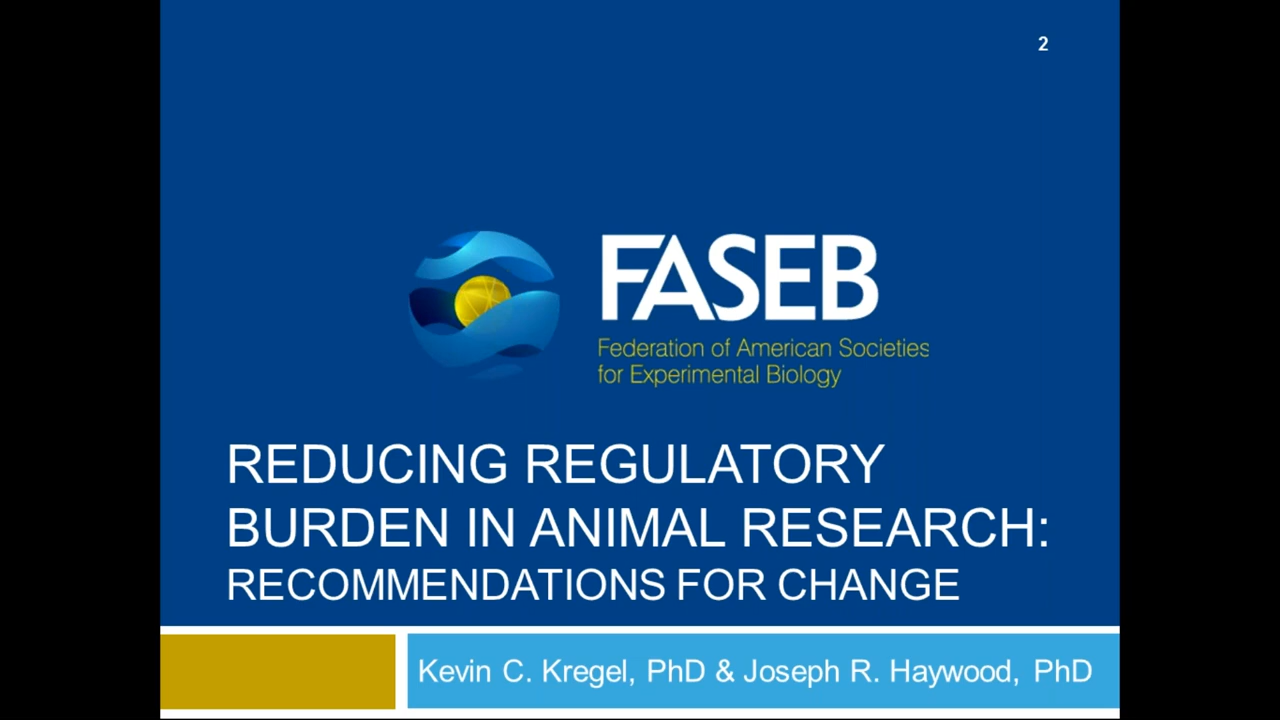 2
FASEB
Federation of American Societies
for Experimental Biology
REDUCING REGULATORY
BURDEN IN ANIMAL RESEARCH:
RECOMMENDATIONS FOR CHANGE
Kevin C. Kregel, PhD & Joseph R. Haywood, PhD